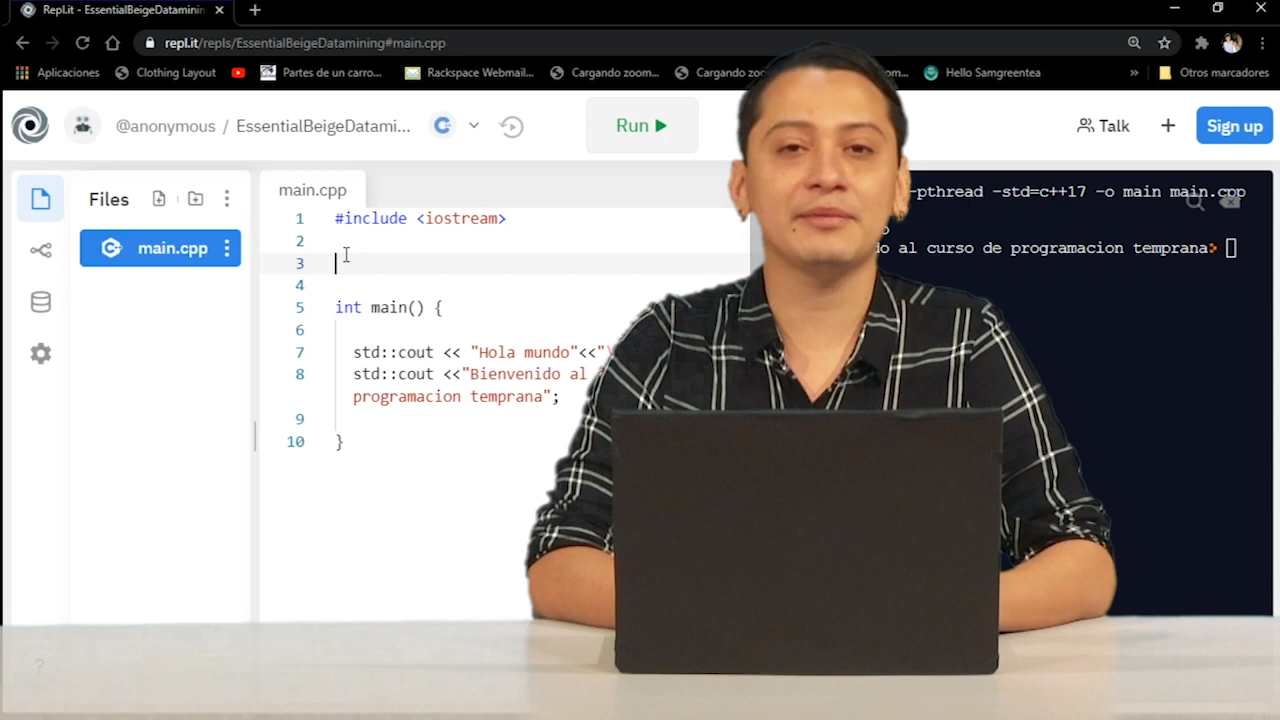 Repl.it - EssentialBeigeDatamining
repl.it/repls/EssentialBeigeDatamining#main.cpp
Aplicaciones Clothing Layout Partes de un carro... Rackspace Webmail... Cargando zoom... Cargando Hello Samgreentea » Otros marcadores
@anonymous / EssentialBeigeDatami... Run Talk + Sign up
Files main.cpp
main.cpp
-pthread -std=c++17 -o main main.cpp
al curso de programacion temprana>
1 #include <iostream>
2
3
4
5 int main() {
6
7 std::cout << "Hola mundo"<<"\
8 std::cout <<"Bienvenido al
programacion temprana";
9
10 }
?